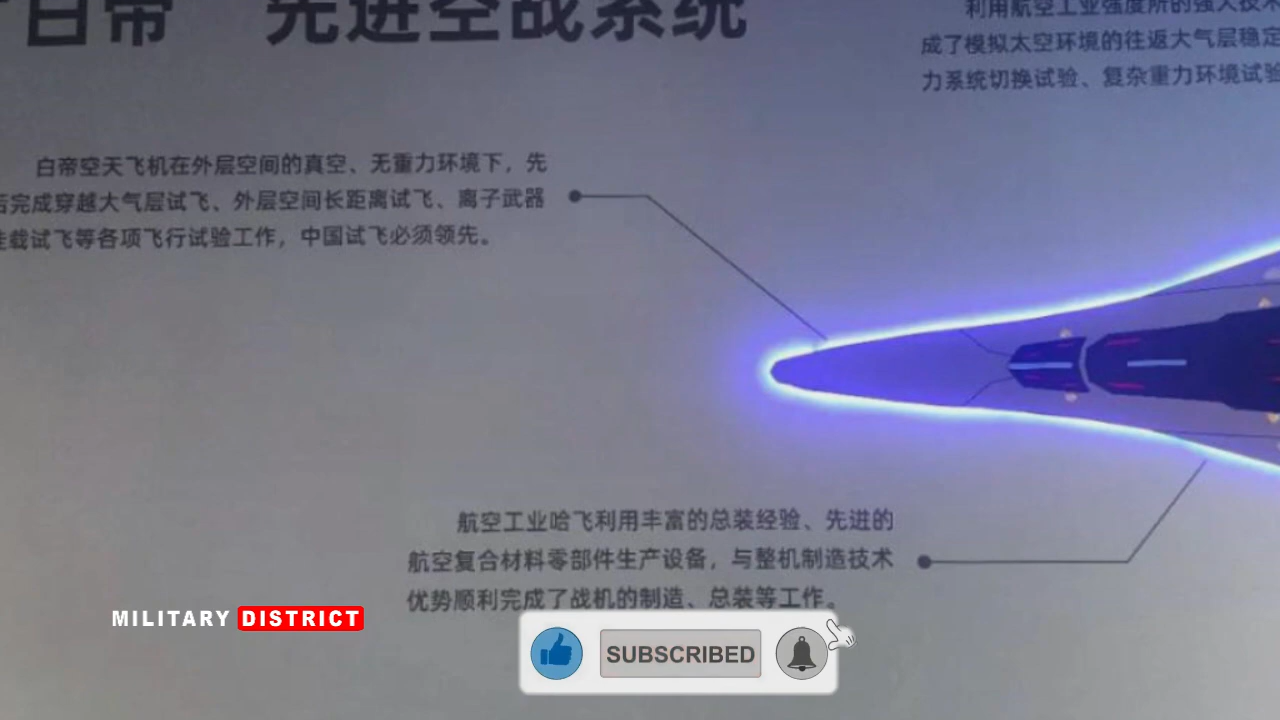 "白帝" 先进空战系统
利用航空工业强度所的强大技术
成了模拟太空环境的往返大气层稳定
力系统切换试验、复杂重力环境试验
白帝空天飞机在外层空间的真空、无重力环境下，先
后完成穿越大气层试飞、外层空间长距离试飞、离子武器
挂载试飞等各项飞行试验工作，中国试飞必须领先。
航空工业哈飞利用丰富的总装经验、先进的
航空复合材料零部件生产设备，与整机制造技术
优势顺利完成了战机的制造、总装等工作。
MILITARY DISTRICT
SUBSCRIBED